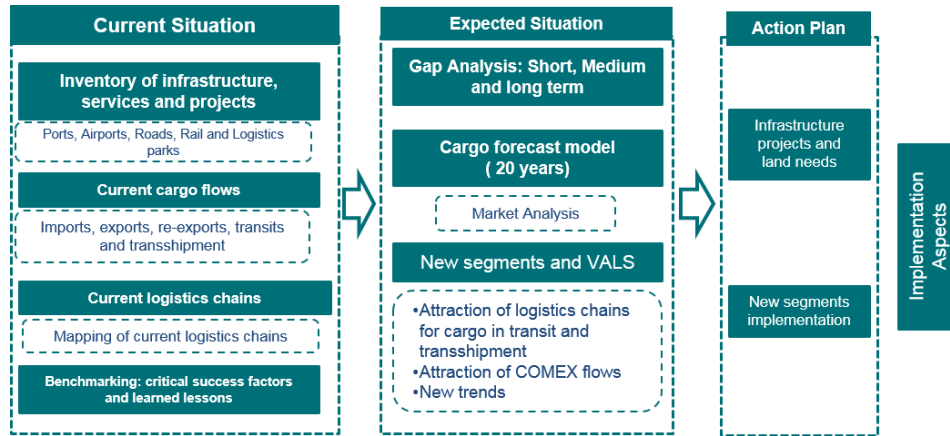 Current Situation
Inventory of infrastructure,
services and projects
Ports, Airports, Roads, Rail and Logistics
parks
Current cargo flows
Imports, exports, re-exports, transits
and transshipment
Current logistics chains
Mapping of current logistics chains
Benchmarking: critical success factors
and learned lessons
Expected Situation
Gap Analysis: Short, Medium
and long term
Cargo forecast model
( 20 years)
Market Analysis
New segments and VALS
•Attraction of logistics chains
for cargo in transit and
transshipment
•Attraction of COMEX flows
•New trends
Action Plan
Infrastructure
projects and
land needs
New segments
implementation
Implementation
Aspects